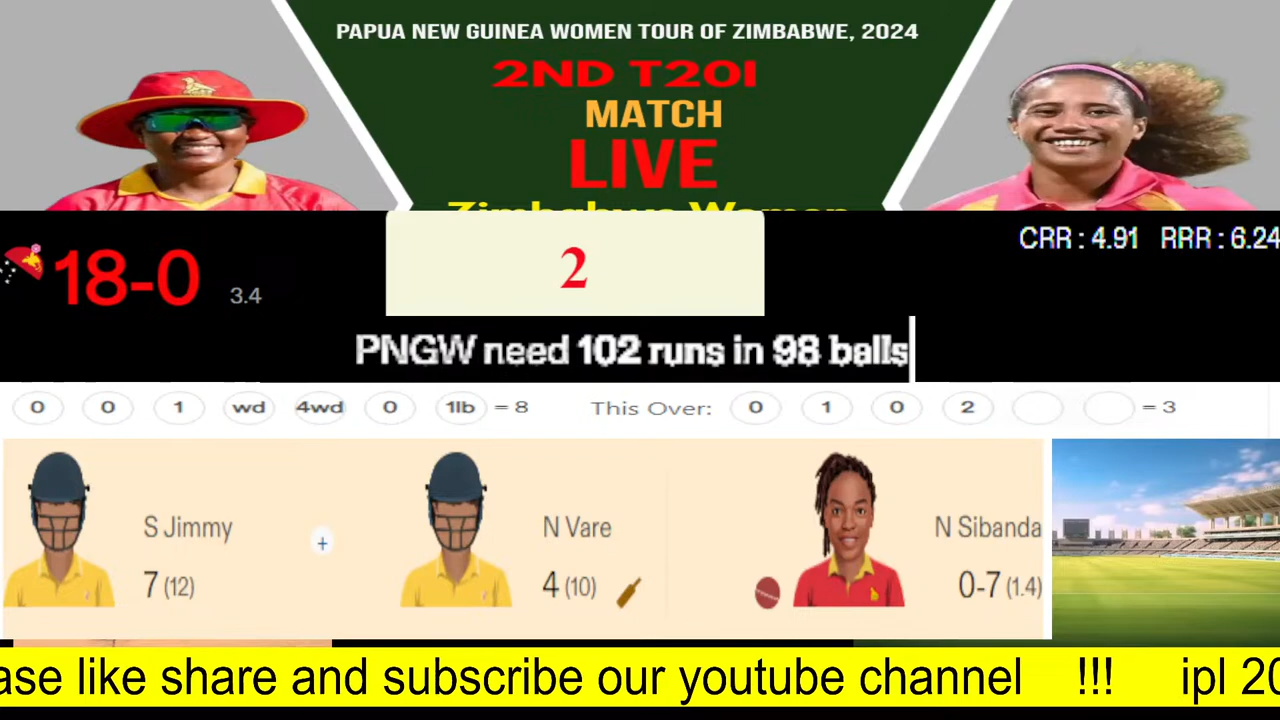 PAPUA NEW GUINEA WOMEN TOUR OF ZIMBABWE, 2024
2ND T20I
MATCH
LIVE
Zimbabwe Women
CRR : 4.91 RRR : 6.24
18-0 3.4
2
PNGW need 102 runs in 98 balls
0 0 1 wd 4wd 0 1lb = 8 This Over: 0 1 0 2 = 3
S Jimmy
7 (12)
+
N Vare
4 (10)
N Sibanda
0-7 (1.4)
ase like share and subscribe our youtube channel !!! ipl 20